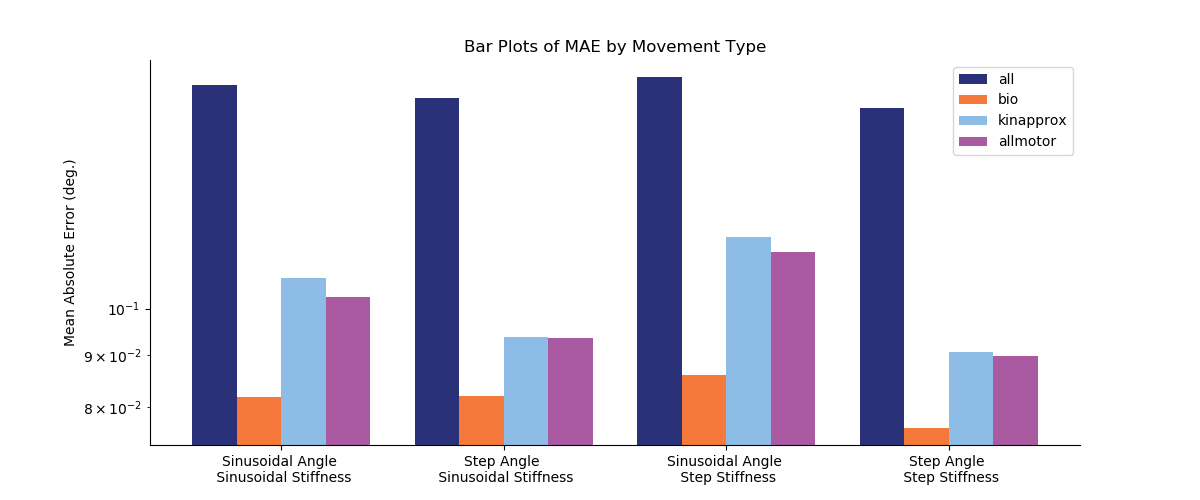 Bar Plots of MAE by Movement Type
all
bio
kinapprox
allmotor
Mean Absolute Error (deg.)
10⁻¹
9 × 10⁻²
8 × 10⁻²
Sinusoidal Angle
Sinusoidal Stiffness
Step Angle
Sinusoidal Stiffness
Sinusoidal Angle
Step Stiffness
Step Angle
Step Stiffness